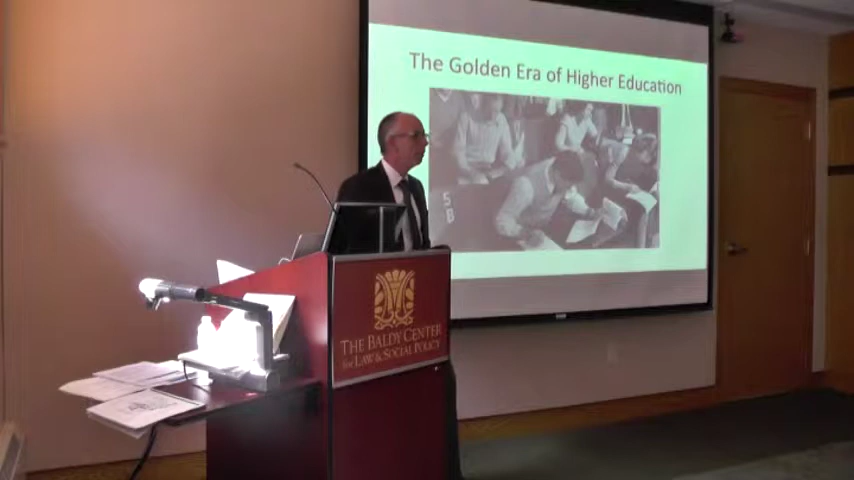 The Golden Era of Higher Education
S
B
THE BALDY CENTER
for LAW & SOCIAL POLICY